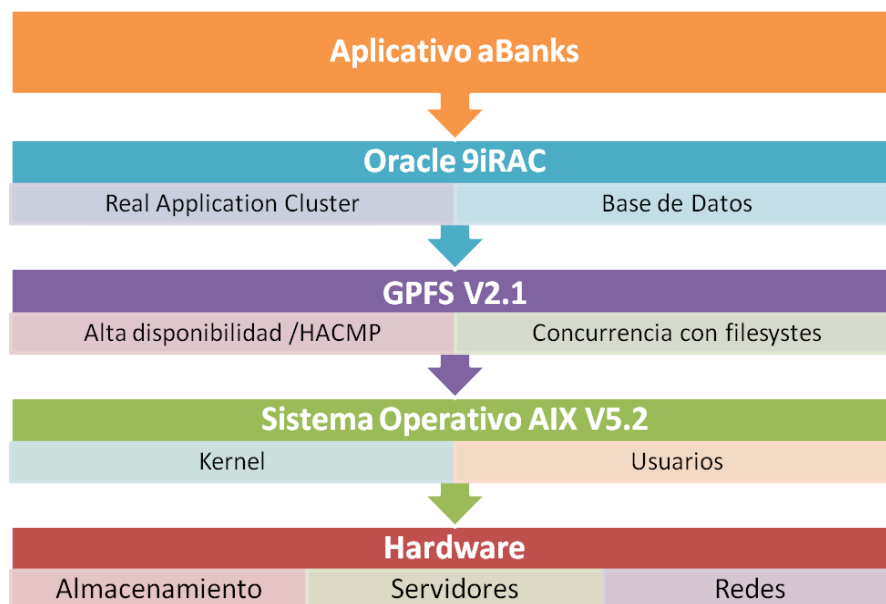 Aplicativo aBanks
Oracle 9iRAC
Real Application Cluster
Base de Datos
GPFS V2.1
Alta disponibilidad /HACMP
Concurrencia con filesystes
Sistema Operativo AIX V5.2
Kernel
Usuarios
Hardware
Almacenamiento
Servidores
Redes